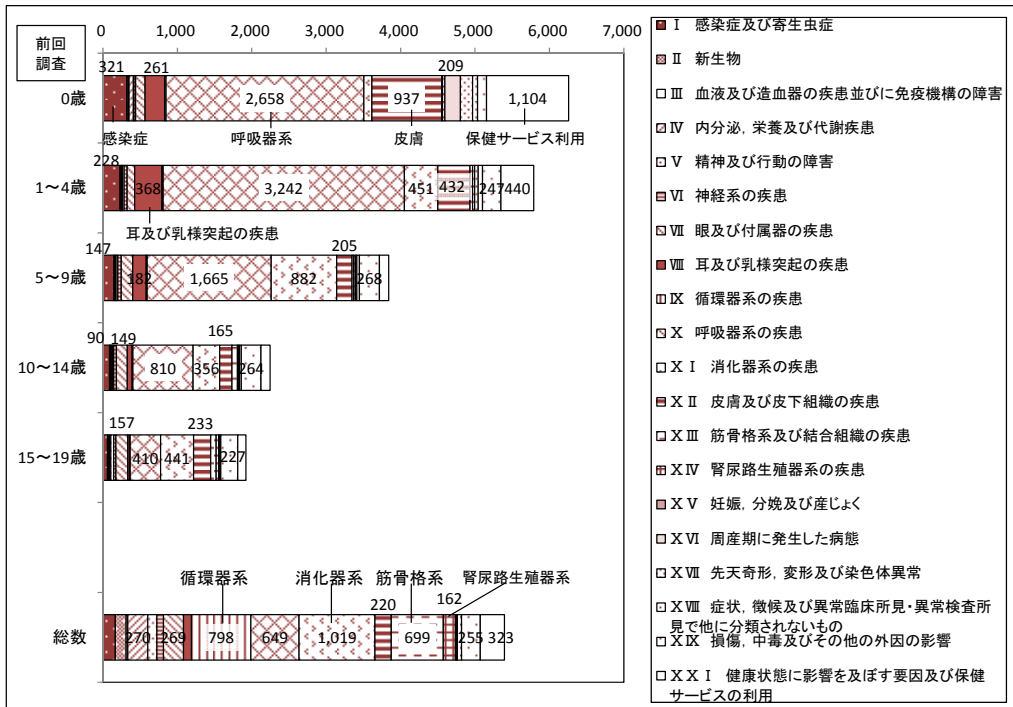 前回
調査
0 1,000 2,000 3,000 4,000 5,000 6,000 7,000
321 261 209
0歳 2,658 937 1,104
感染症 呼吸器系 皮膚 保健サービス利用
228
1～4歳 368 3,242 451 432 247 440
耳及び乳様突起の疾患
147 205
5～9歳 182 1,665 882 268
90 149 165
10～14歳 810 356 264
157 233
15～19歳 410 441 227
循環器系 消化器系 筋骨格系 腎尿路生殖器系
220 162
総数 270 269 798 649 1,019 699 255 323
Ⅰ 感染症及び寄生虫症
Ⅱ 新生物
Ⅲ 血液及び造血器の疾患並びに免疫機構の障害
Ⅳ 内分泌，栄養及び代謝疾患
Ⅴ 精神及び行動の障害
Ⅵ 神経系の疾患
Ⅶ 眼及び付属器の疾患
Ⅷ 耳及び乳様突起の疾患
Ⅸ 循環器系の疾患
Ⅹ 呼吸器系の疾患
ⅩⅠ 消化器系の疾患
ⅩⅡ 皮膚及び皮下組織の疾患
ⅩⅢ 筋骨格系及び結合組織の疾患
ⅩⅣ 腎尿路生殖器系の疾患
ⅩⅤ 妊娠，分娩及び産じょく
ⅩⅥ 周産期に発生した病態
ⅩⅦ 先天奇形，変形及び染色体異常
ⅩⅧ 症状，徴候及び異常臨床所見・異常検査所
見で他に分類されないもの
ⅩⅨ 損傷，中毒及びその他の外因の影響
ⅩⅩⅠ 健康状態に影響を及ぼす要因及び保健
サービスの利用